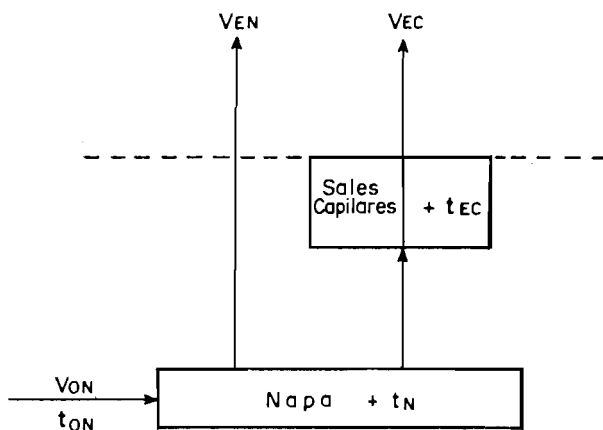 VEN
VEC
Sales
Capilares + tEC
VON
tON
Napa + tN